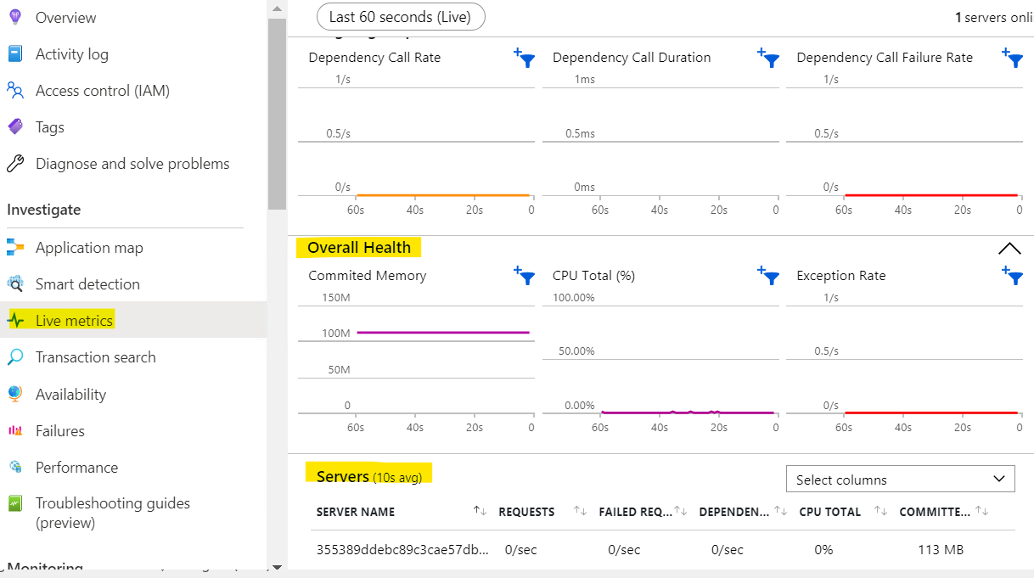 Overview
Activity log
Access control (IAM)
Tags
Diagnose and solve problems
Investigate
Application map
Smart detection
Live metrics
Transaction search
Availability
Failures
Performance
Troubleshooting guides
(preview)
Monitoring
Last 60 seconds (Live)
1 servers onli
Dependency Call Rate
1/s
0.5/s
0/s
60s 40s 20s 0
Dependency Call Duration
1ms
0.5ms
0ms
60s 40s 20s 0
Dependency Call Failure Rate
1/s
0.5/s
0/s
60s 40s 20s 0
Overall Health
Commited Memory
150M
100M
50M
0
60s 40s 20s 0
CPU Total (%)
100.00%
50.00%
0.00%
60s 40s 20s 0
Exception Rate
1/s
0.5/s
0/s
60s 40s 20s 0
Servers (10s avg)
Select columns
SERVER NAME REQUESTS FAILED REQ... DEPENDEN... CPU TOTAL COMMITTE...
355389ddebc89c3cae57db... 0/sec 0/sec 0/sec 0% 113 MB